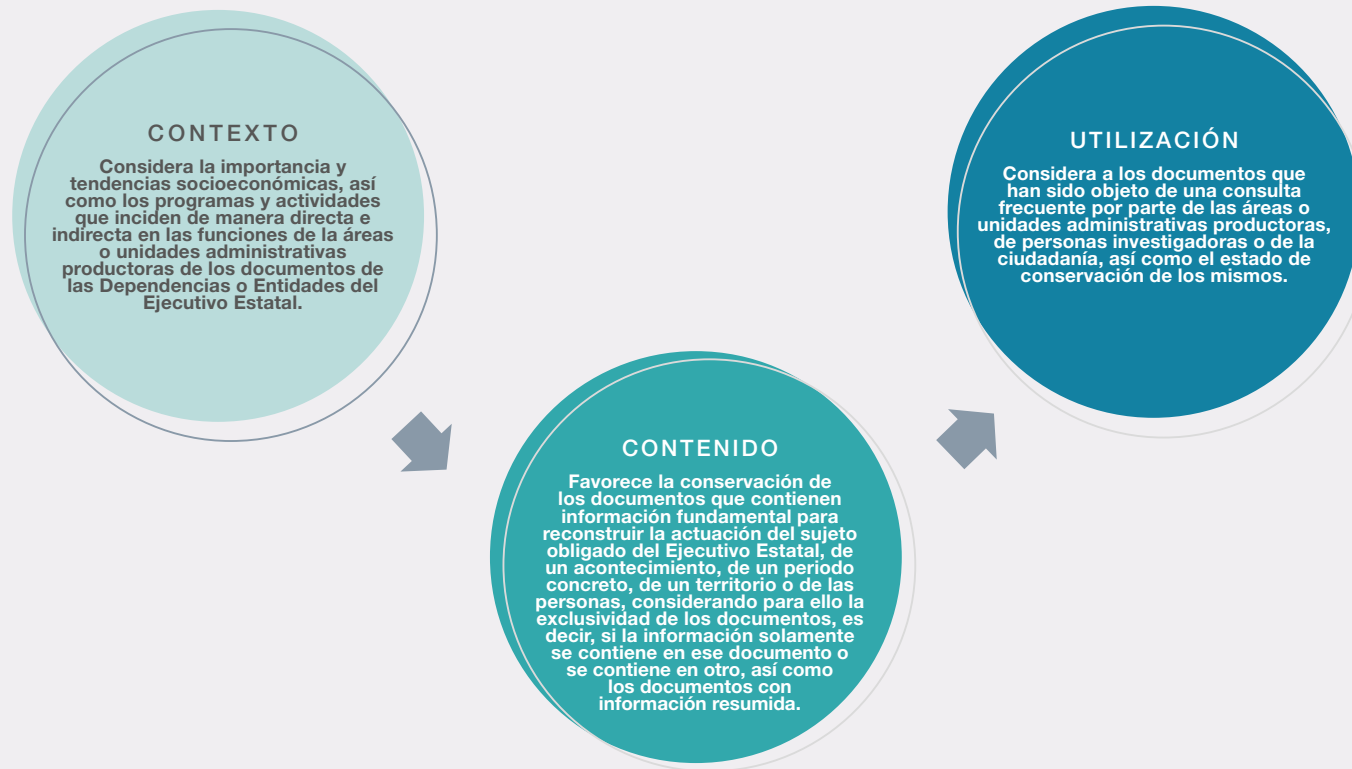 CONTEXTO
Considera la importancia y
tendencias socioeconómicas, así
como los programas y actividades
que inciden de manera directa e
indirecta en las funciones de la áreas
o unidades administrativas
productoras de los documentos de
las Dependencias o Entidades del
Ejecutivo Estatal.
CONTENIDO
Favorece la conservación de
los documentos que contienen
información fundamental para
reconstruir la actuación del sujeto
obligado del Ejecutivo Estatal, de
un acontecimiento, de un periodo
concreto, de un territorio o de las
personas, considerando para ello la
exclusividad de los documentos, es
decir, si la información solamente
se contiene en ese documento o
se contiene en otro, así como
los documentos con
información resumida.
UTILIZACIÓN
Considera a los documentos que
han sido objeto de una consulta
frecuente por parte de las áreas o
unidades administrativas productoras,
de personas investigadoras o de la
ciudadanía, así como el estado de
conservación de los mismos.